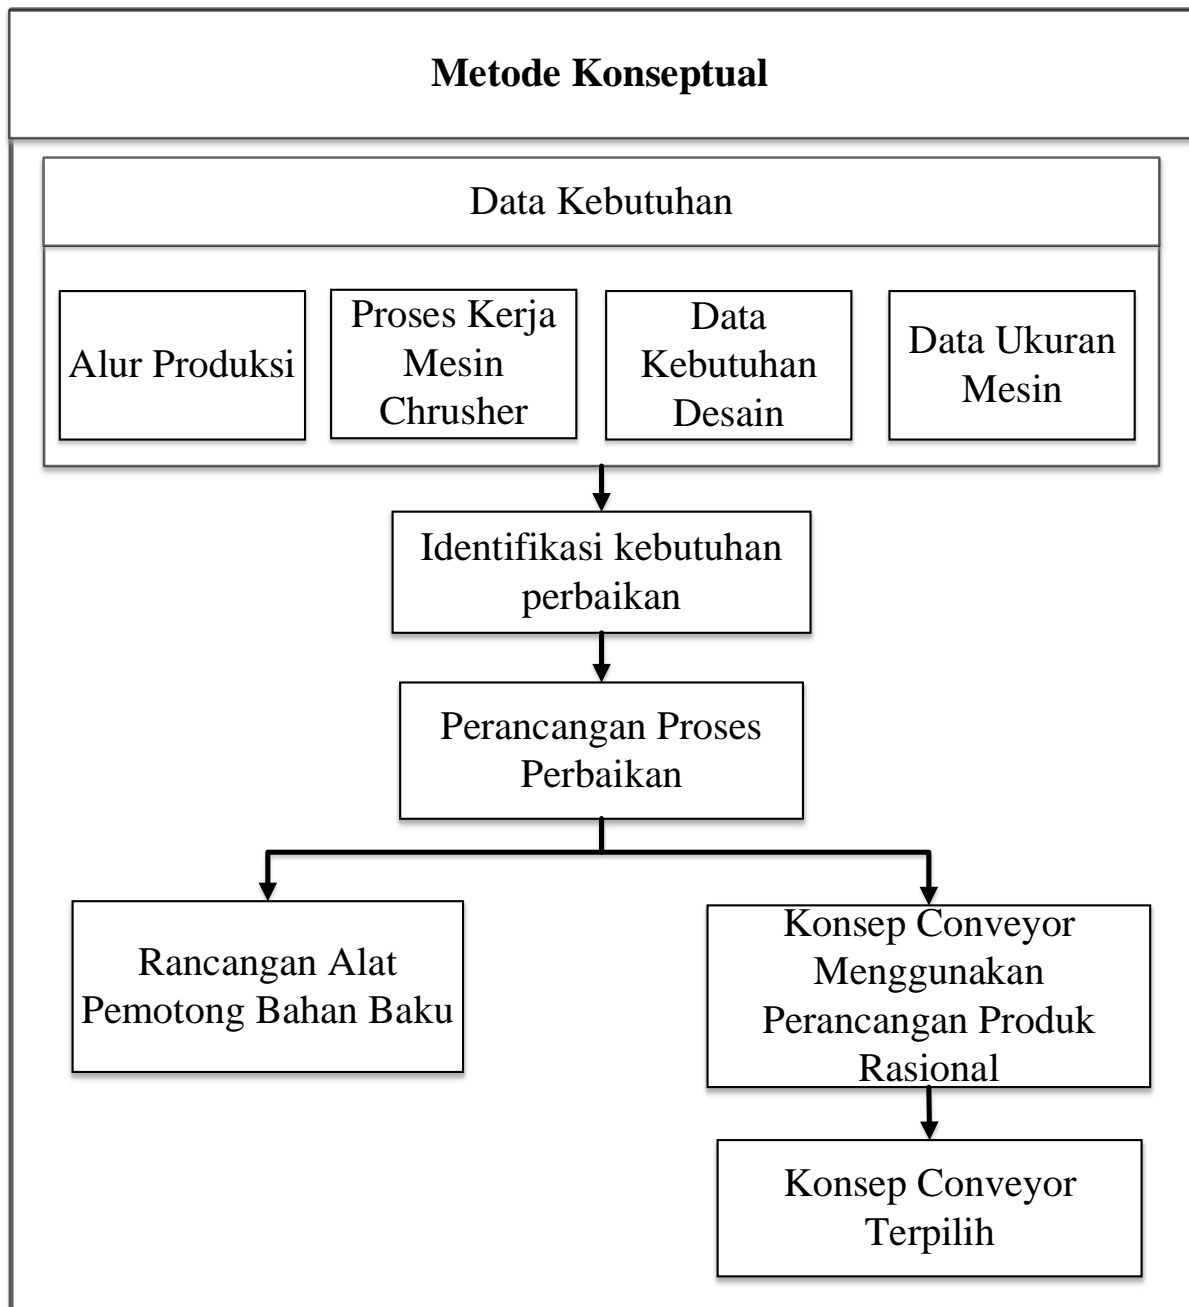 Metode Konseptual
Data Kebutuhan
Alur Produksi
Proses Kerja
Mesin
Chrusher
Data
Kebutuhan
Desain
Data Ukuran
Mesin
Identifikasi kebutuhan
perbaikan
Perancangan Proses
Perbaikan
Rancangan Alat
Pemotong Bahan Baku
Konsep Conveyor
Menggunakan
Perancangan Produk
Rasional
Konsep Conveyor
Terpilih